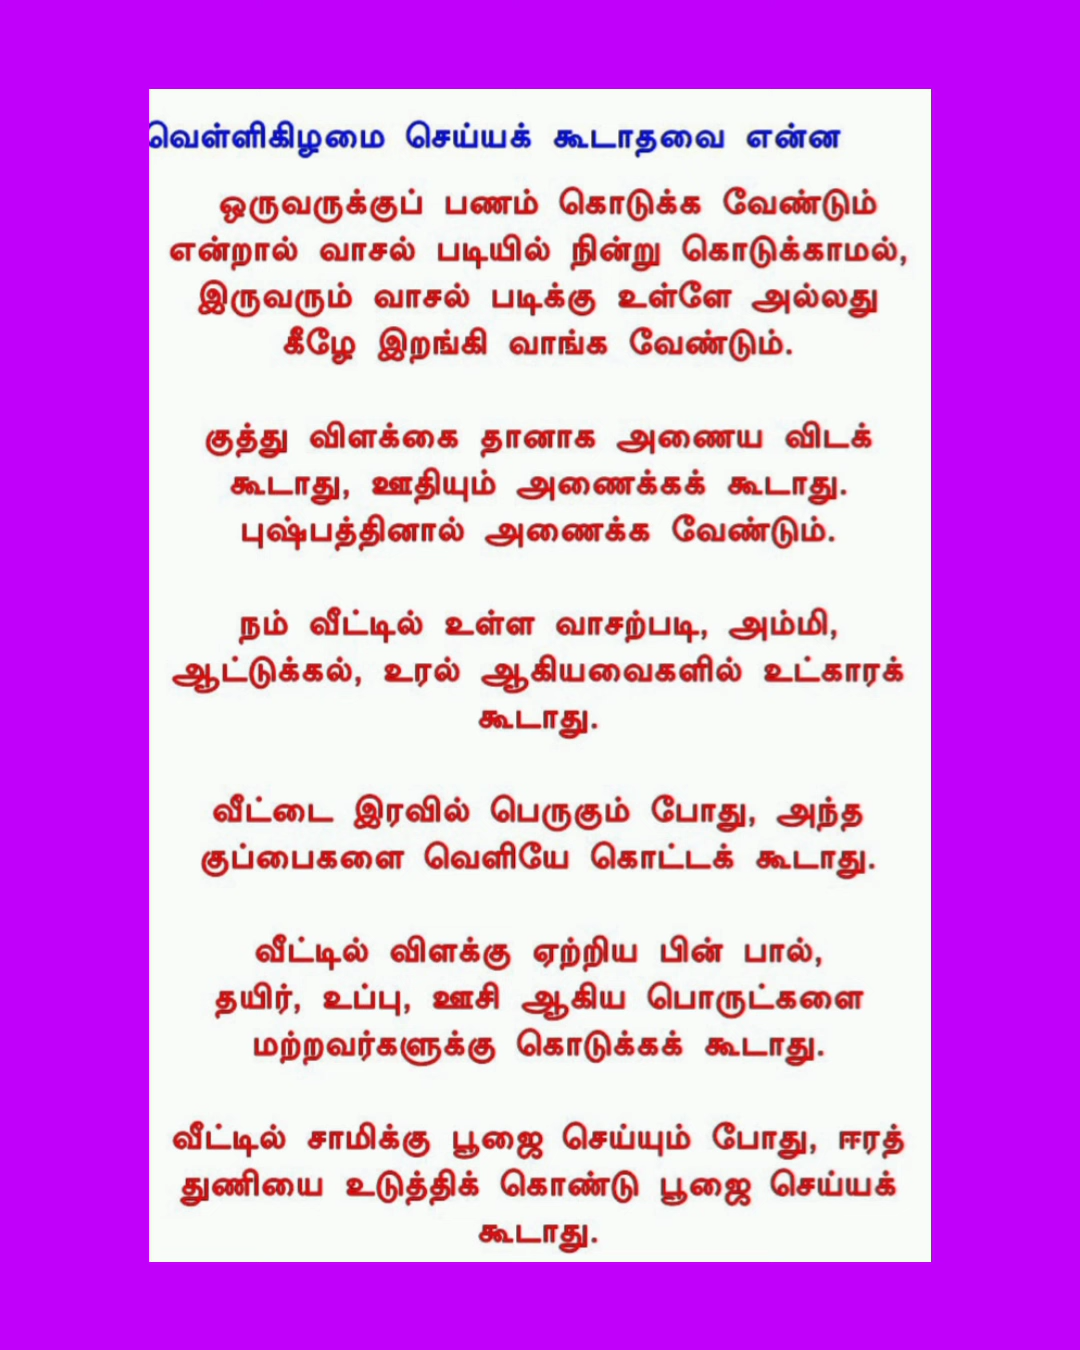 வெள்ளிகிழமை செய்யக் கூடாதவை என்ன
ஒருவருக்குப் பணம் கொடுக்க வேண்டும்
என்றால் வாசல் படியில் நின்று கொடுக்காமல்,
இருவரும் வாசல் படிக்கு உள்ளே அல்லது
கீழே இறங்கி வாங்க வேண்டும்.
குத்து விளக்கை தானாக அணைய விடக்
கூடாது, ஊதியும் அணைக்கக் கூடாது.
புஷ்பத்தினால் அணைக்க வேண்டும்.
நம் வீட்டில் உள்ள வாசற்படி, அம்மி,
ஆட்டுக்கல், உரல் ஆகியவைகளில் உட்காரக்
கூடாது.
வீட்டை இரவில் பெருகும் போது, அந்த
குப்பைகளை வெளியே கொட்டக் கூடாது.
வீட்டில் விளக்கு ஏற்றிய பின் பால்,
தயிர், உப்பு, ஊசி ஆகிய பொருட்களை
மற்றவர்களுக்கு கொடுக்கக் கூடாது.
வீட்டில் சாமிக்கு பூஜை செய்யும் போது, ஈரத்
துணியை உடுத்திக் கொண்டு பூஜை செய்யக்
கூடாது.